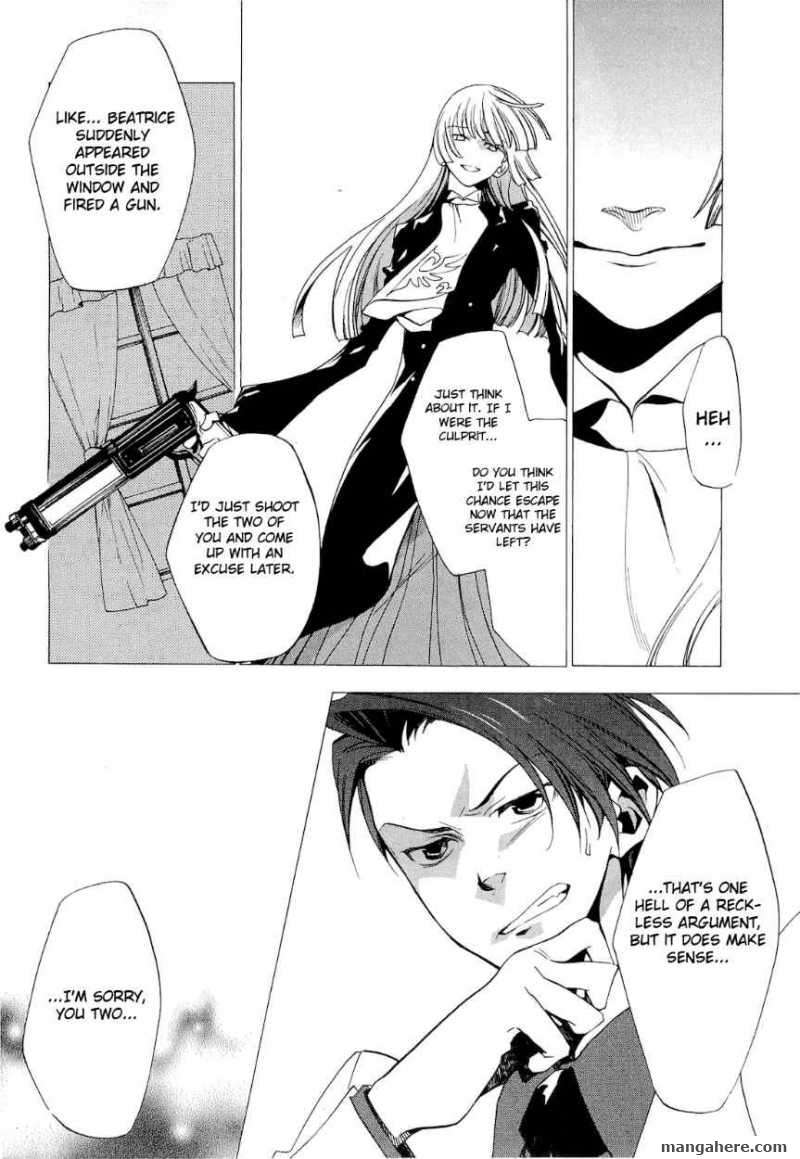 HEH
...
JUST THINK
ABOUT IT. IF I
WERE THE
CULPRIT...
DO YOU THINK
I'D LET THIS
CHANCE ESCAPE
NOW THAT THE
SERVANTS HAVE
LEFT?
I'D JUST SHOOT
THE TWO OF
YOU AND COME
UP WITH AN
EXCUSE LATER.
LIKE... BEATRICE
SUDDENLY
APPEARED
OUTSIDE THE
WINDOW AND
FIRED A GUN.
...THAT'S ONE
HELL OF A RECK-
LESS ARGUMENT,
BUT IT DOES MAKE
SENSE...
...I'M SORRY,
YOU TWO...
mangahere.com